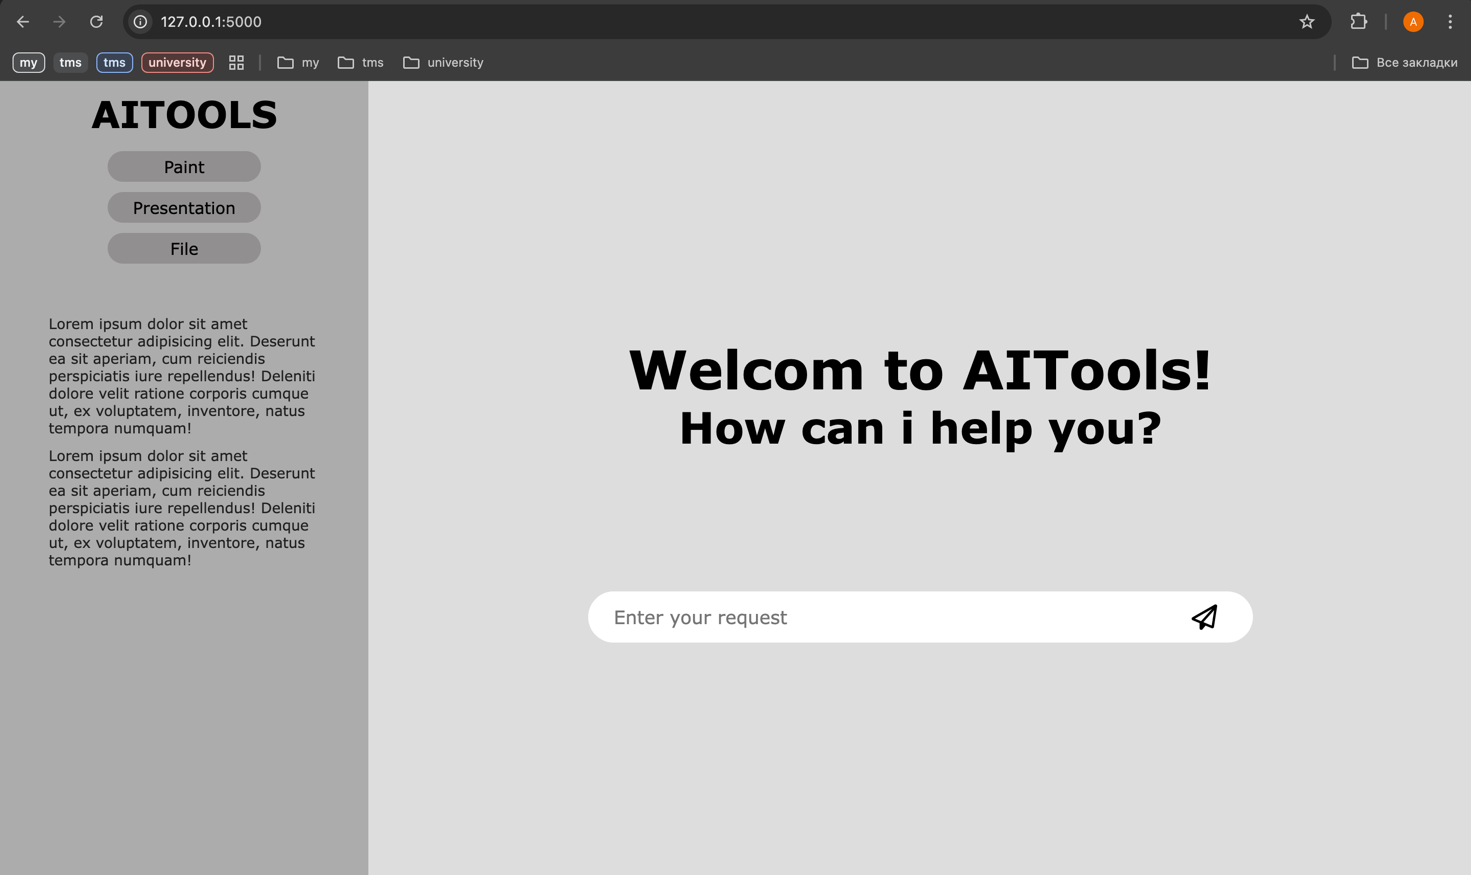 127.0.0.1:5000
A
my tms tms university my tms university Все закладки
AITOOLS
Paint
Presentation
File
Lorem ipsum dolor sit amet
consectetur adipisicing elit. Deserunt
ea sit aperiam, cum reiciendis
perspiciatis iure repellendus! Deleniti
dolore velit ratione corporis cumque
ut, ex voluptatem, inventore, natus
tempora numquam!
Lorem ipsum dolor sit amet
consectetur adipisicing elit. Deserunt
ea sit aperiam, cum reiciendis
perspiciatis iure repellendus! Deleniti
dolore velit ratione corporis cumque
ut, ex voluptatem, inventore, natus
tempora numquam!
Welcom to AITools!
How can i help you?
Enter your request